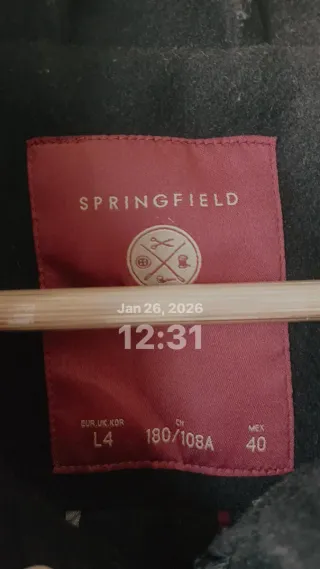 SPRINGFIELD
Jan 26, 2026
12:31
EUR, UK, KOR
L4
CN
180/108A
MEX
40